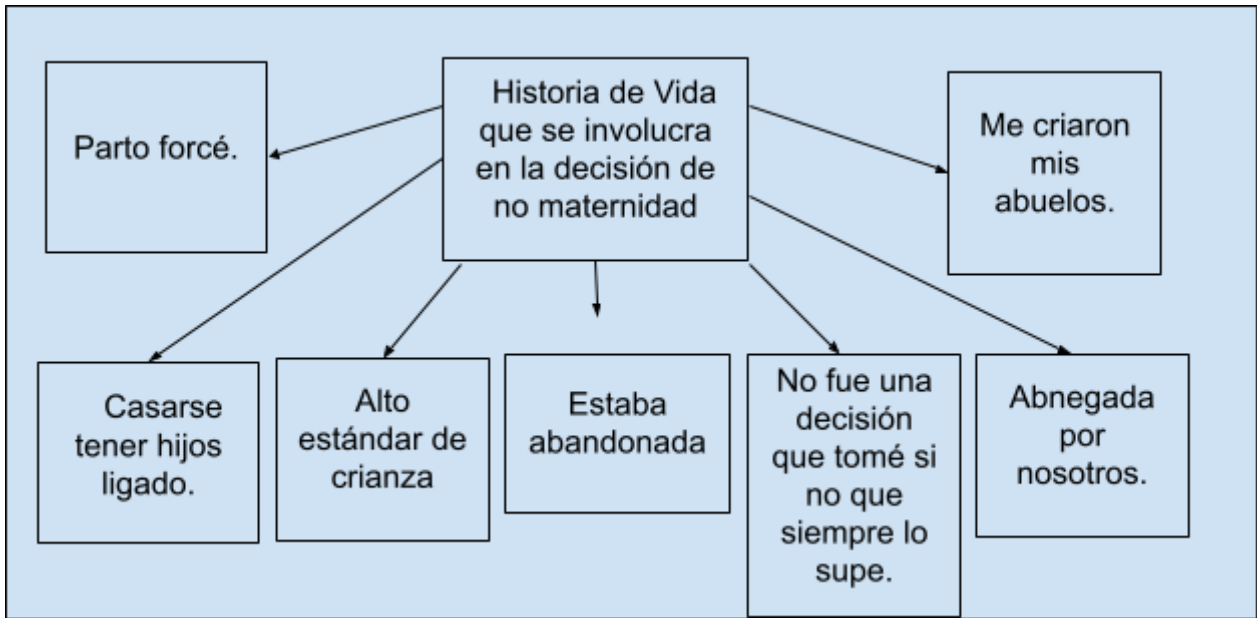 Parto forcé.
Historia de Vida
que se involucra
en la decisión de
no maternidad
Me criaron
mis
abuelos.
Casarse
tener hijos
ligado.
Alto
estándar de
crianza
Estaba
abandonada
No fue una
decisión
que tomé si
no que
siempre lo
supe.
Abnegada
por
nosotros.